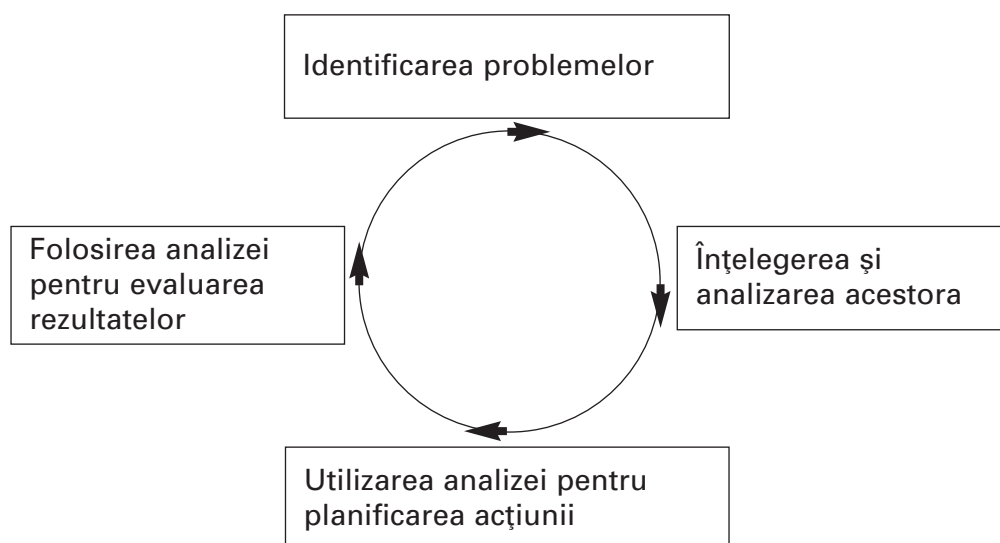 Identificarea problemelor
Folosirea analizei
pentru evaluarea
rezultatelor
Înţelegerea şi
analizarea acestora
Utilizarea analizei pentru
planificarea acţiunii